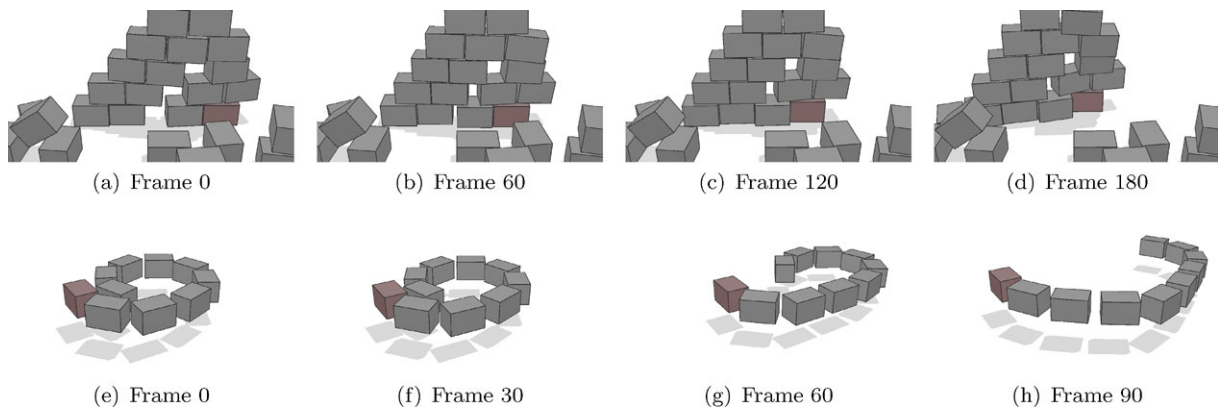 (a) Frame 0
(b) Frame 60
(c) Frame 120
(d) Frame 180
(e) Frame 0
(f) Frame 30
(g) Frame 60
(h) Frame 90